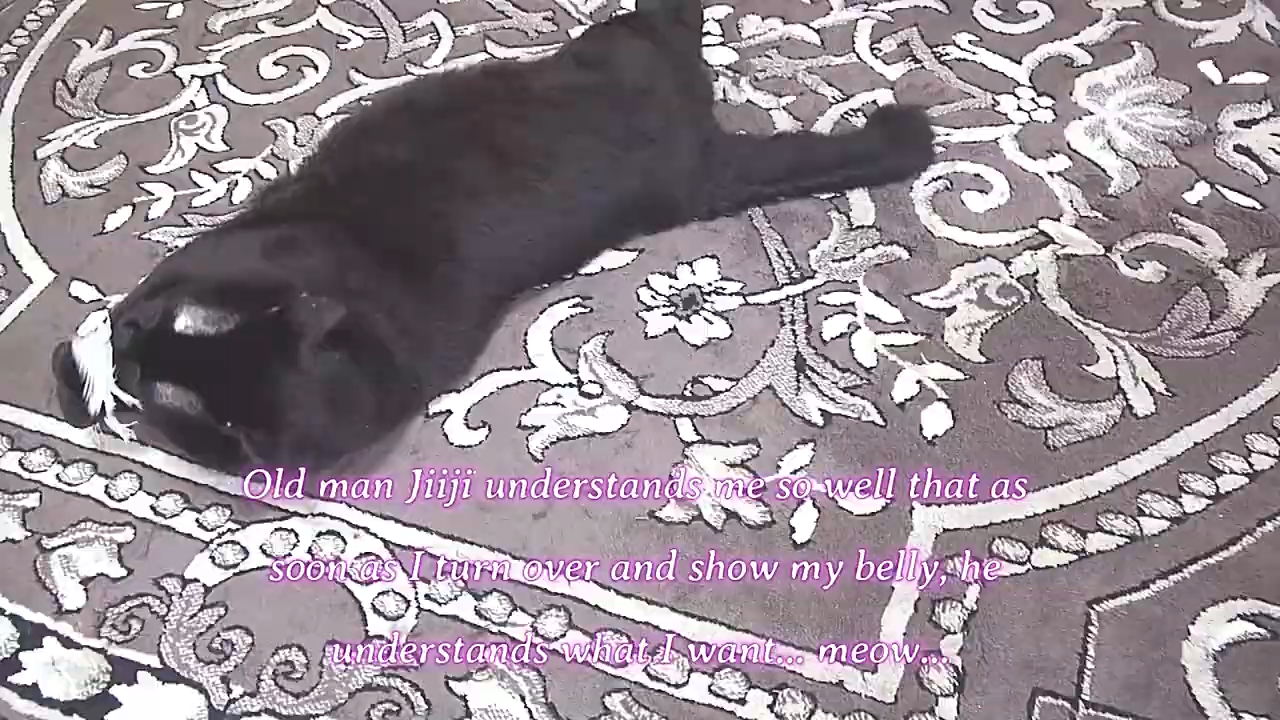 Old man Jiiji understands me so well that as
soon as I turn over and show my belly, he
understands what I want... meow...